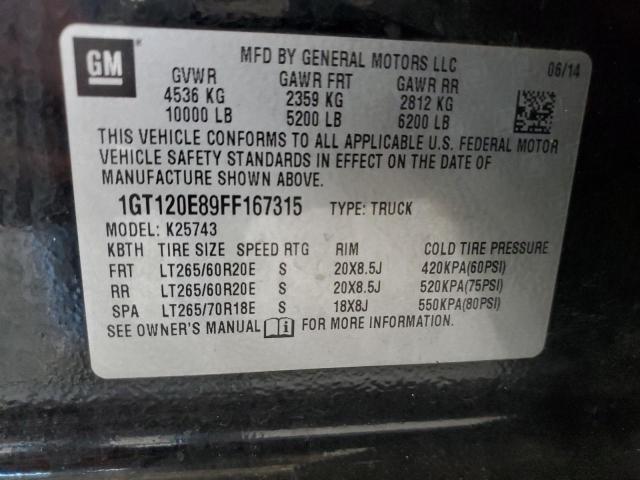 GM
MFD BY GENERAL MOTORS LLC 06/14
GVWR GAWR FRT GAWR RR
4536 KG 2359 KG 2812 KG
10000 LB 5200 LB 6200 LB
THIS VEHICLE CONFORMS TO ALL APPLICABLE U.S. FEDERAL MOTOR
VEHICLE SAFETY STANDARDS IN EFFECT ON THE DATE OF
MANUFACTURE SHOWN ABOVE.
1GT120E89FF167315 TYPE: TRUCK
MODEL: K25743
KBTH TIRE SIZE SPEED RTG RIM COLD TIRE PRESSURE
FRT LT265/60R20E S 20X8.5J 420KPA(60PSI)
RR LT265/60R20E S 20X8.5J 520KPA(75PSI)
SPA LT265/70R18E S 18X8J 550KPA(80PSI)
SEE OWNER'S MANUAL FOR MORE INFORMATION.